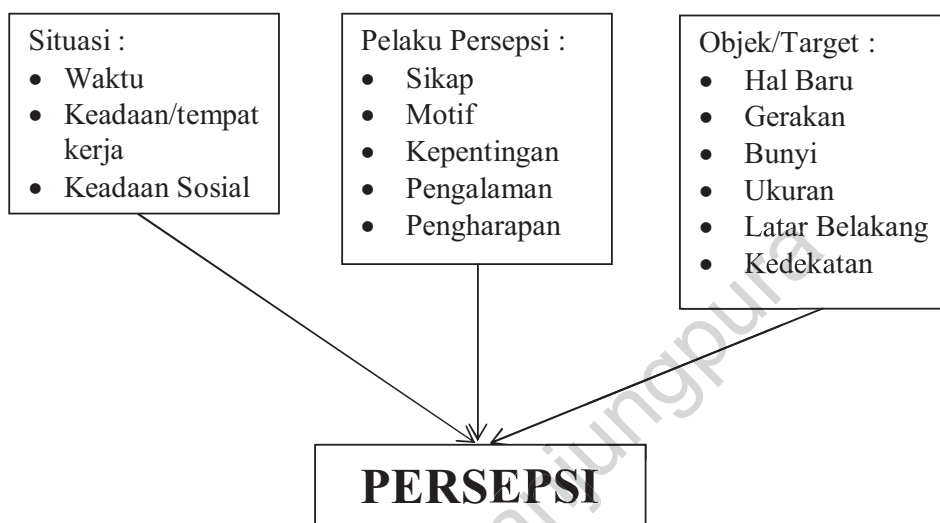 Situasi :
• Waktu
• Keadaan/tempat
kerja
• Keadaan Sosial
Pelaku Persepsi :
• Sikap
• Motif
• Kepentingan
• Pengalaman
• Pengharapan
Objek/Target :
• Hal Baru
• Gerakan
• Bunyi
• Ukuran
• Latar Belakang
• Kedekatan
PERSEPSI
anjungpura